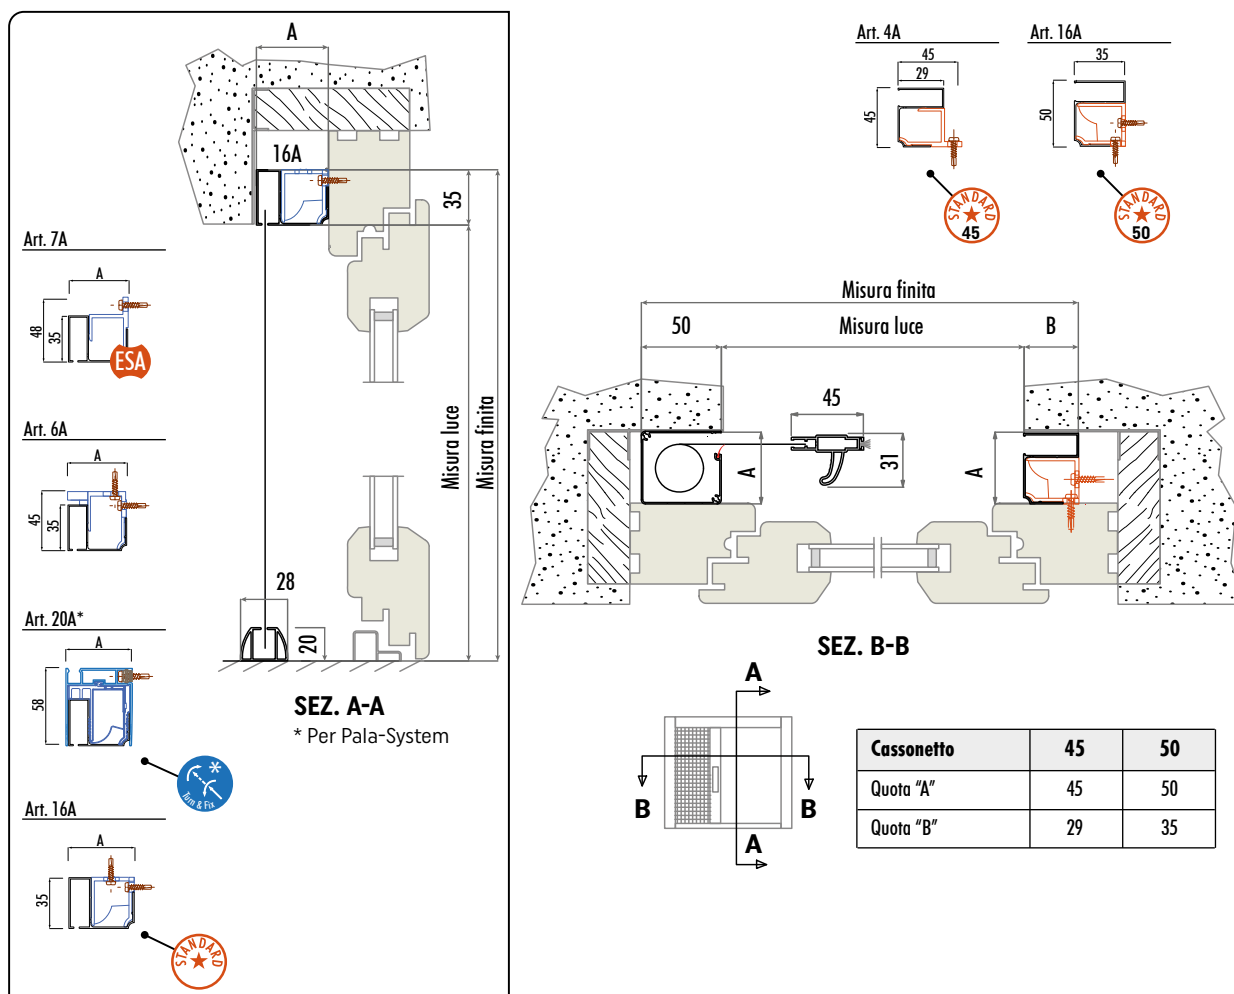 A
16A
35
Misura luce
Misura finita
28
20
SEZ. A-A
* Per Pala-System
Art. 7A
A
48
35
ESA
Art. 6A
A
45
35
Art. 20A*
A
58
*
Turn & Fix
Art. 16A
A
35
STANDARD
Art. 4A
45
29
45
STANDARD
45
Art. 16A
35
50
STANDARD
50
Misura finita
50
Misura luce
B
45
31
A
A
SEZ. B-B
A
B
B
A
Cassonetto 45 50
Quota “A” 45 50
Quota “B” 29 35